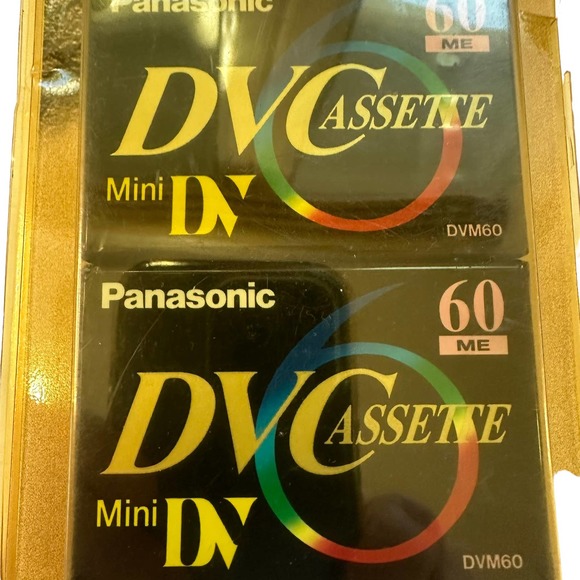 Panasonic
60
ME
DVCASSETTE
Mini DV
DVM60
Panasonic
60
ME
DVCASSETTE
Mini DV
DVM60